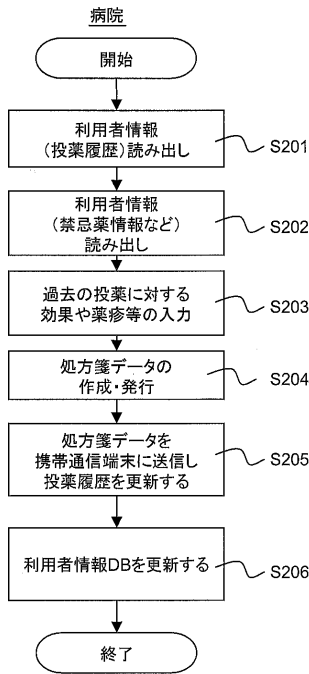 病院
開始
利用者情報
(投薬履歴)読み出し
S201
利用者情報
(禁忌薬情報など)
読み出し
S202
過去の投薬に対する
効果や薬疹等の入力
S203
処方箋データの
作成・発行
S204
処方箋データを
携帯通信端末に送信し
投薬履歴を更新する
S205
利用者情報DBを更新する
S206
終了